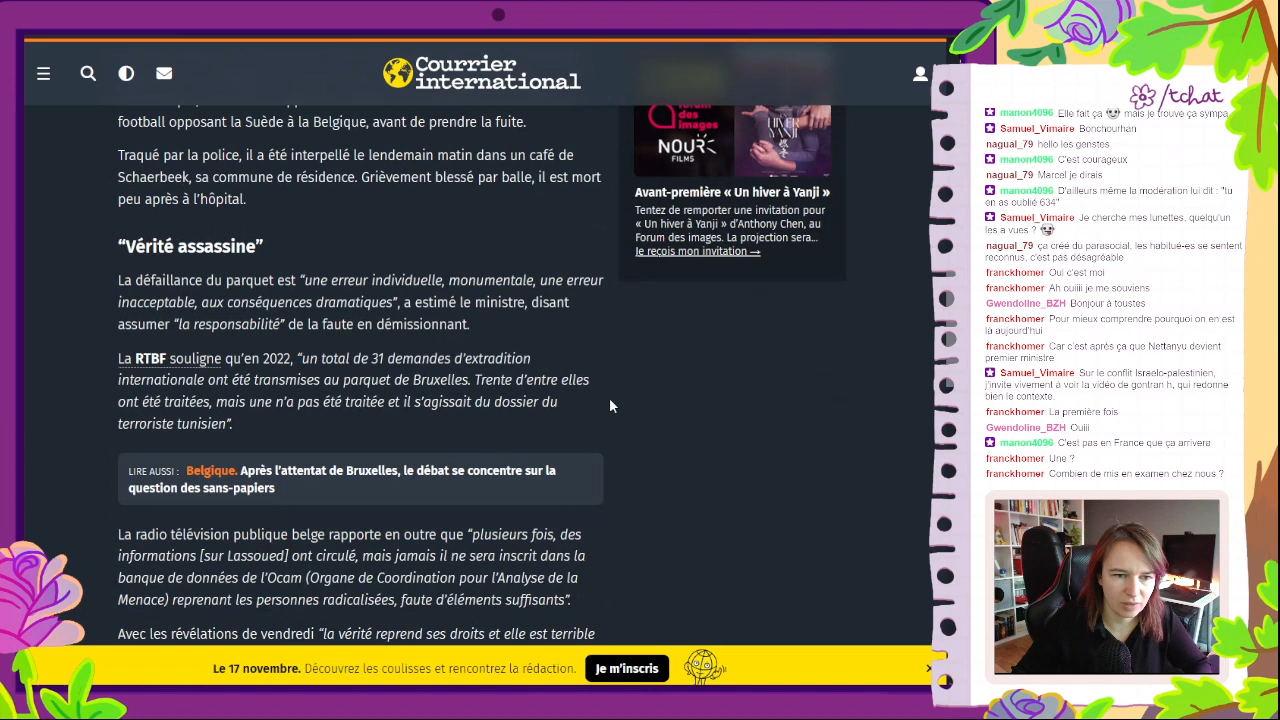 Courrier
international
football opposant la Suède à la Belgique, avant de prendre la fuite.
Traqué par la police, il a été interpellé le lendemain matin dans un café de
Schaerbeek, sa commune de résidence. Grièvement blessé par balle, il est mort
peu après à l'hôpital.
“Vérité assassine”
La défaillance du parquet est “une erreur individuelle, monumentale, une erreur
inacceptable, aux conséquences dramatiques”, a estimé le ministre, disant
assumer “la responsabilité” de la faute en démissionnant.
La RTBF souligne qu'en 2022, “un total de 31 demandes d'extradition
internationale ont été transmises au parquet de Bruxelles. Trente d'entre elles
ont été traitées, mais une n'a pas été traitée et il s'agissait du dossier du
terroriste tunisien”.
LIRE AUSSI : Belgique. Après l'attentat de Bruxelles, le débat se concentre sur la
question des sans-papiers
La radio télévision publique belge rapporte en outre que “plusieurs fois, des
informations [sur Lassoued] ont circulé, mais jamais il ne sera inscrit dans la
banque de données de l'Ocam (Organe de Coordination pour l'Analyse de la
Menace) reprenant les personnes radicalisées, faute d'éléments suffisants”.
Avec les révélations de vendredi “la vérité reprend ses droits et elle est terrible
forum
des
images
NOUR
FILMS
HIVER
YANJI
Avant-première « Un hiver à Yanji »
Tentez de remporter une invitation pour
« Un hiver à Yanji » d'Anthony Chen, au
Forum des images. La projection sera...
Je reçois mon invitation →
Le 17 novembre. Découvrez les coulisses et rencontrez la rédaction. Je m'inscris
/tchat
manon4096 Elle fait ça mais je trouve ça sympa
Samuel_Vimaire Bonchourhan
nagual_79 hello les genstes
manon4096 C'est courageux
nagual_79 Marcel je dirais
manon4096 D'ailleurs même la modération lui dit : "tu
en as oublié 634"
Samuel_Vimaire Je cherche mes lunettes, quelqu'un
les a vues ?
nagual_79 ça créé du parasocial, les habitué-es se sentent
reconnus, c'est pas désagréable
franckhomer Oui c'est moi
franckhomer Ah ouiiii je me souviens
Gwendoline_BZH Bonjour à toustes
franckhomer Pour mieux comprendre pourquoi on en est
là aujourd'hui
franckhomer Car c'est après ça que Nettanyu devient
premier ministre
Samuel_Vimaire Sur le conflit Israelo-palestinien,
j'invite vivement à voir la vidéo de gontran h, qui redonne
bien le contexte.
franckhomer La première fois
Gwendoline_BZH Ouiii
manon4096 C'est pas en France que ça arrivera
franckhomer Une ?
franckhomer Combien de mis en examen chez nous ?